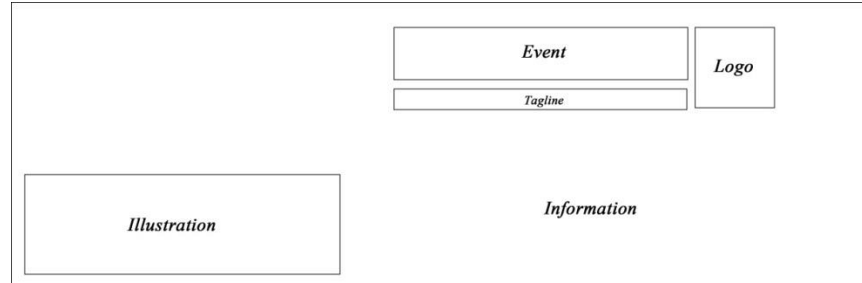 Event
Logo
Tagline
Illustration
Information